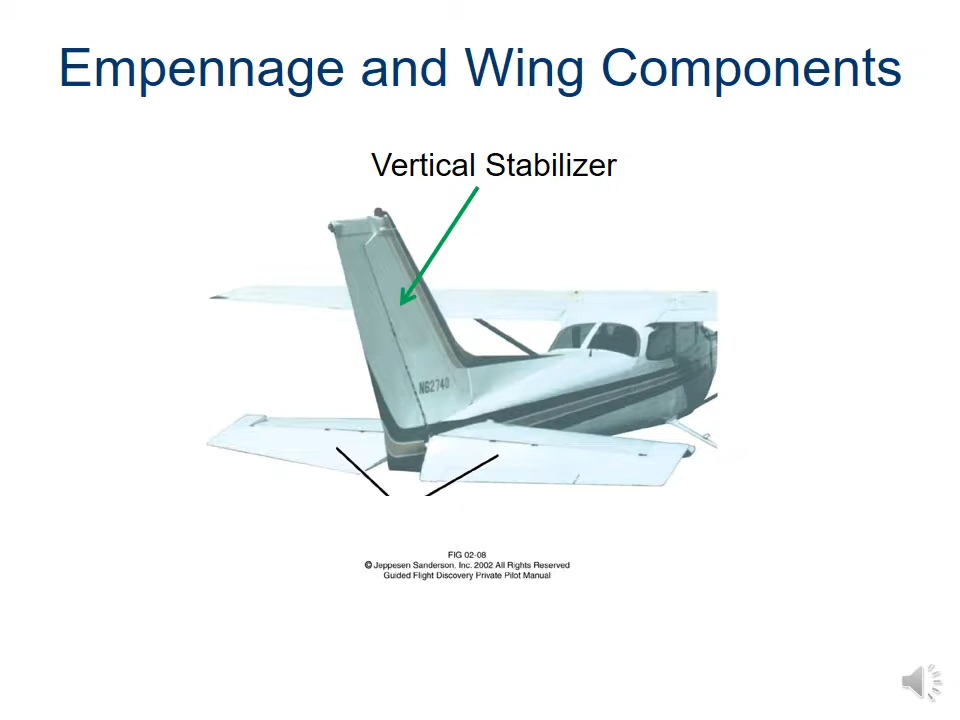 Empennage and Wing Components
Vertical Stabilizer
N62740
FIG 02-08
© Jeppesen Sanderson, Inc. 2002 All Rights Reserved
Guided Flight Discovery Private Pilot Manual